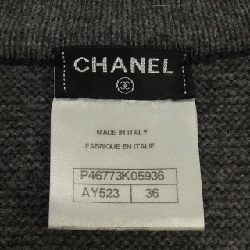 CHANEL
MADE IN ITALY
FABRIQUE EN ITALIE
P46773K05936
AY523 36